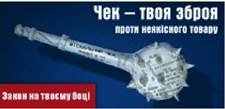 Чек – твоя зброя
проти неякісного товару
Закон на твоєму боці